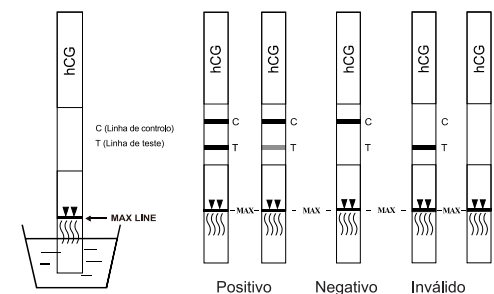 hCG
C (Linha de controlo)
T (Linha de teste)
MAX LINE
hCG hCG hCG hCG hCG
C C C C
T T T T
MAX MAX MAX MAX
Positivo Negativo Inválido